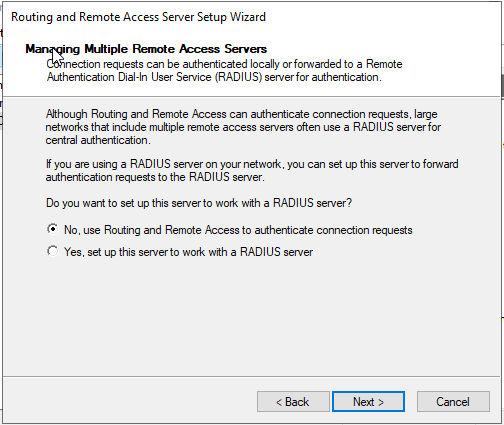 Routing and Remote Access Server Setup Wizard
Managing Multiple Remote Access Servers
Connection requests can be authenticated locally or forwarded to a Remote
Authentication Dial-In User Service (RADIUS) server for authentication.
Although Routing and Remote Access can authenticate connection requests, large
networks that include multiple remote access servers often use a RADIUS server for
central authentication.
If you are using a RADIUS server on your network, you can set up this server to forward
authentication requests to the RADIUS server.
Do you want to set up this server to work with a RADIUS server?
No, use Routing and Remote Access to authenticate connection requests
Yes, set up this server to work with a RADIUS server
< Back
Next >
Cancel